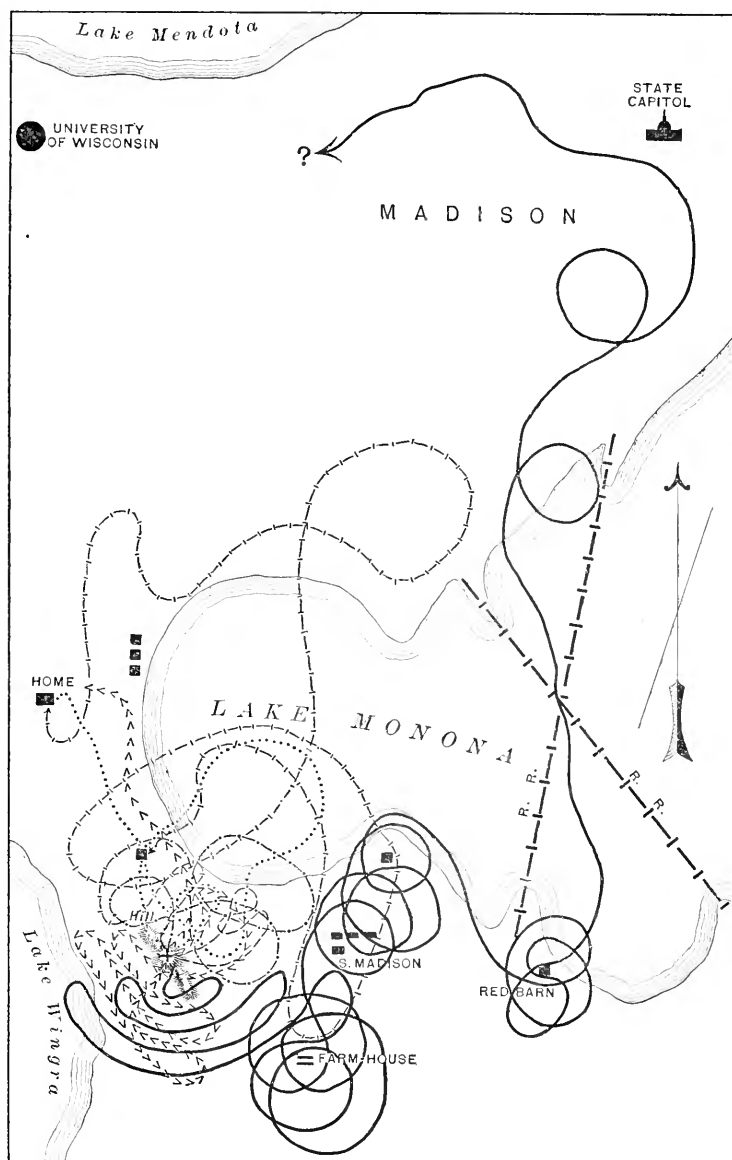 Lake Mendota
STATE
CAPITOL
UNIVERSITY
OF WISCONSIN
?
MADISON
HOME
LAKE MONONA
R. R.
R. R.
Hill
Lake Wingra
S. MADISON
RED BARN
FARM-HOUSE